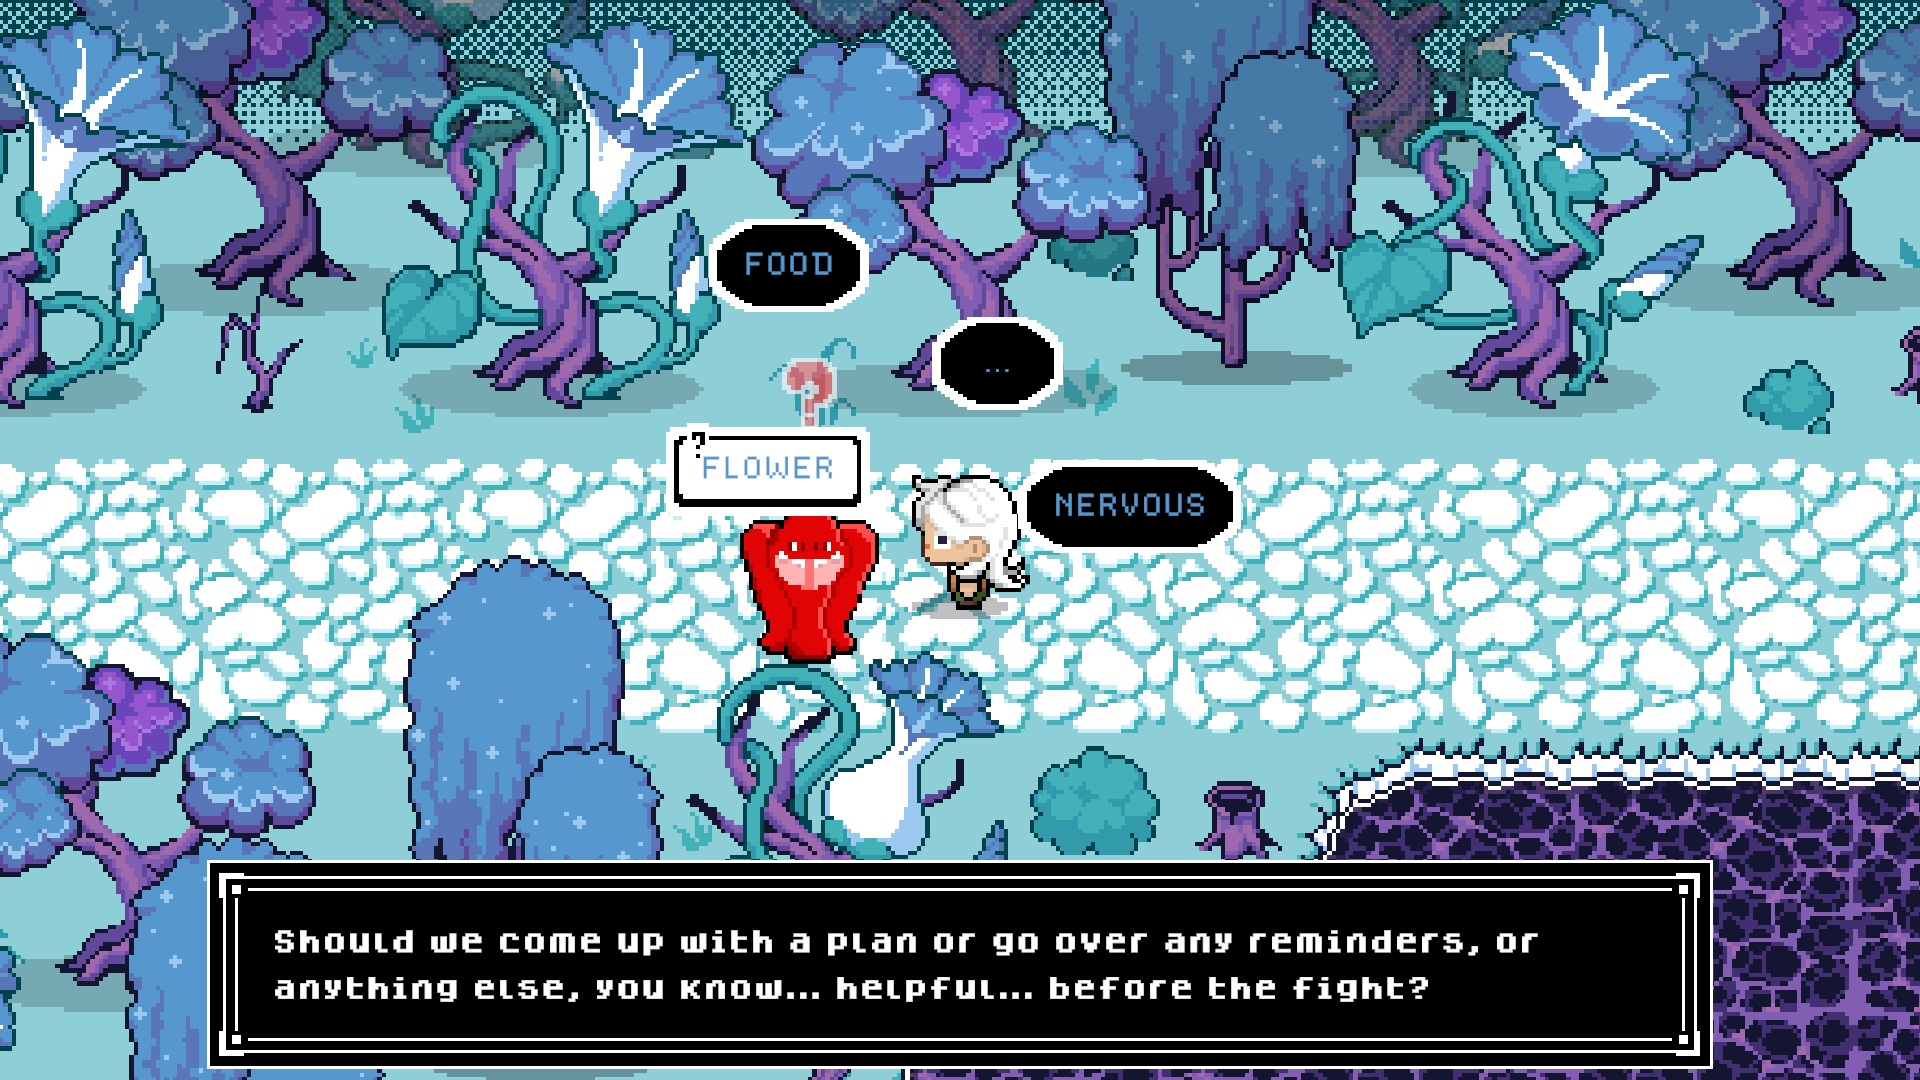 FOOD
...
?
?
FLOWER
NERVOUS
Should we come up with a plan or go over any reminders, or
anything else, you know... helpful... before the fight?